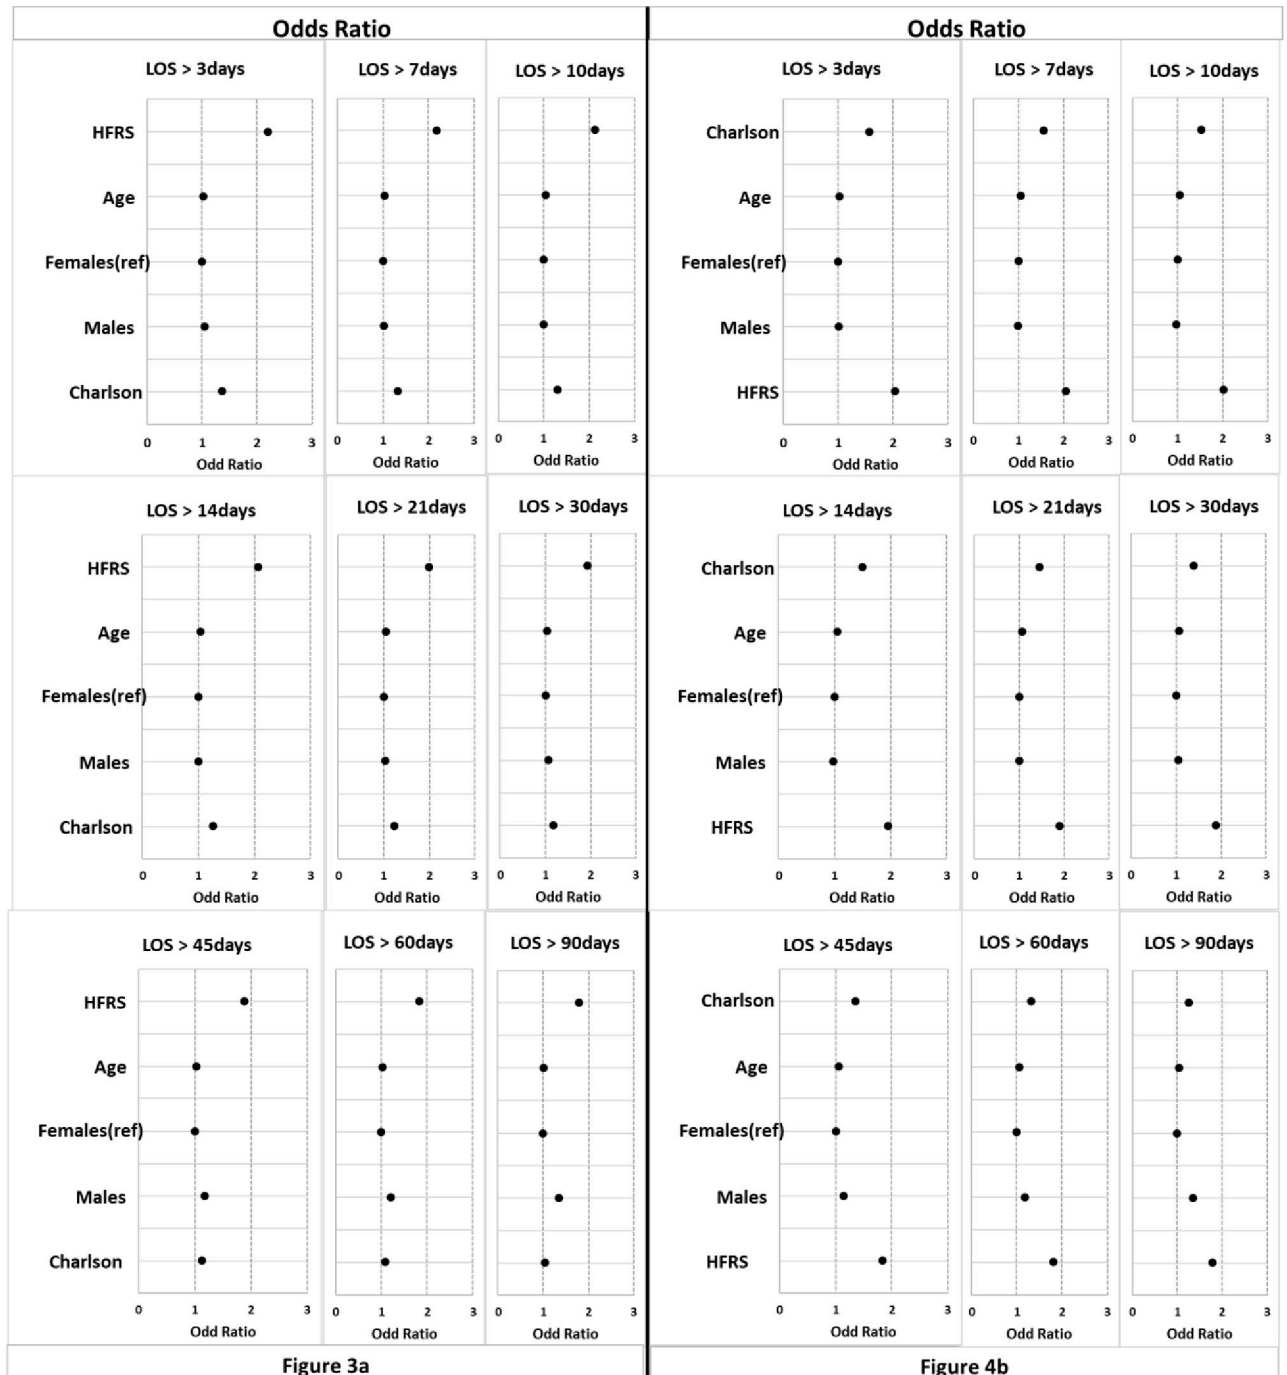 Odds Ratio
LOS > 3days LOS > 7days LOS > 10days
HFRS
Age
Females(ref)
Males
Charlson
0 1 2 3 0 1 2 3 0 1 2 3
Odd Ratio Odd Ratio Odd Ratio
LOS > 14days LOS > 21days LOS > 30days
HFRS
Age
Females(ref)
Males
Charlson
0 1 2 3 0 1 2 3 0 1 2 3
Odd Ratio Odd Ratio Odd Ratio
LOS > 45days LOS > 60days LOS > 90days
HFRS
Age
Females(ref)
Males
Charlson
0 1 2 3 0 1 2 3 0 1 2 3
Odd Ratio Odd Ratio Odd Ratio
Figure 3a
Odds Ratio
LOS > 3days LOS > 7days LOS > 10days
Charlson
Age
Females(ref)
Males
HFRS
0 1 2 3 0 1 2 3 0 1 2 3
Odd Ratio Odd Ratio Odd Ratio
LOS > 14days LOS > 21days LOS > 30days
Charlson
Age
Females(ref)
Males
HFRS
0 1 2 3 0 1 2 3 0 1 2 3
Odd Ratio Odd Ratio Odd Ratio
LOS > 45days LOS > 60days LOS > 90days
Charlson
Age
Females(ref)
Males
HFRS
0 1 2 3 0 1 2 3 0 1 2 3
Odd Ratio Odd Ratio Odd Ratio
Figure 4b